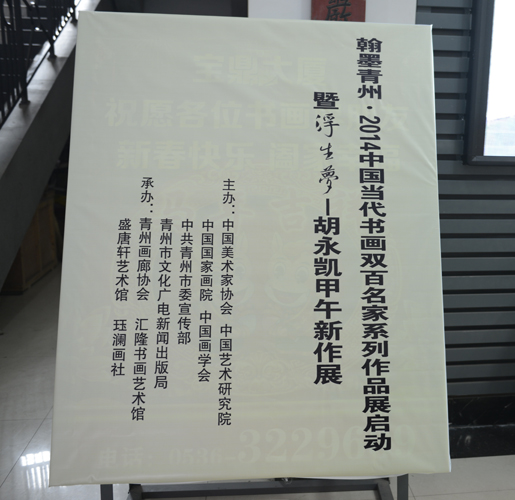 翰墨青州·2014中国当代书画双百名家系列作品展启动
暨浮生梦—胡永凯甲午新作展
主办：中国美术家协会 中国艺术研究院
中国国家画院 中国画学会
中共青州市委宣传部
青州市文化广电新闻出版局
承办：青州画廊协会 汇隆书画艺术馆
盛唐轩艺术馆 珏澜画社